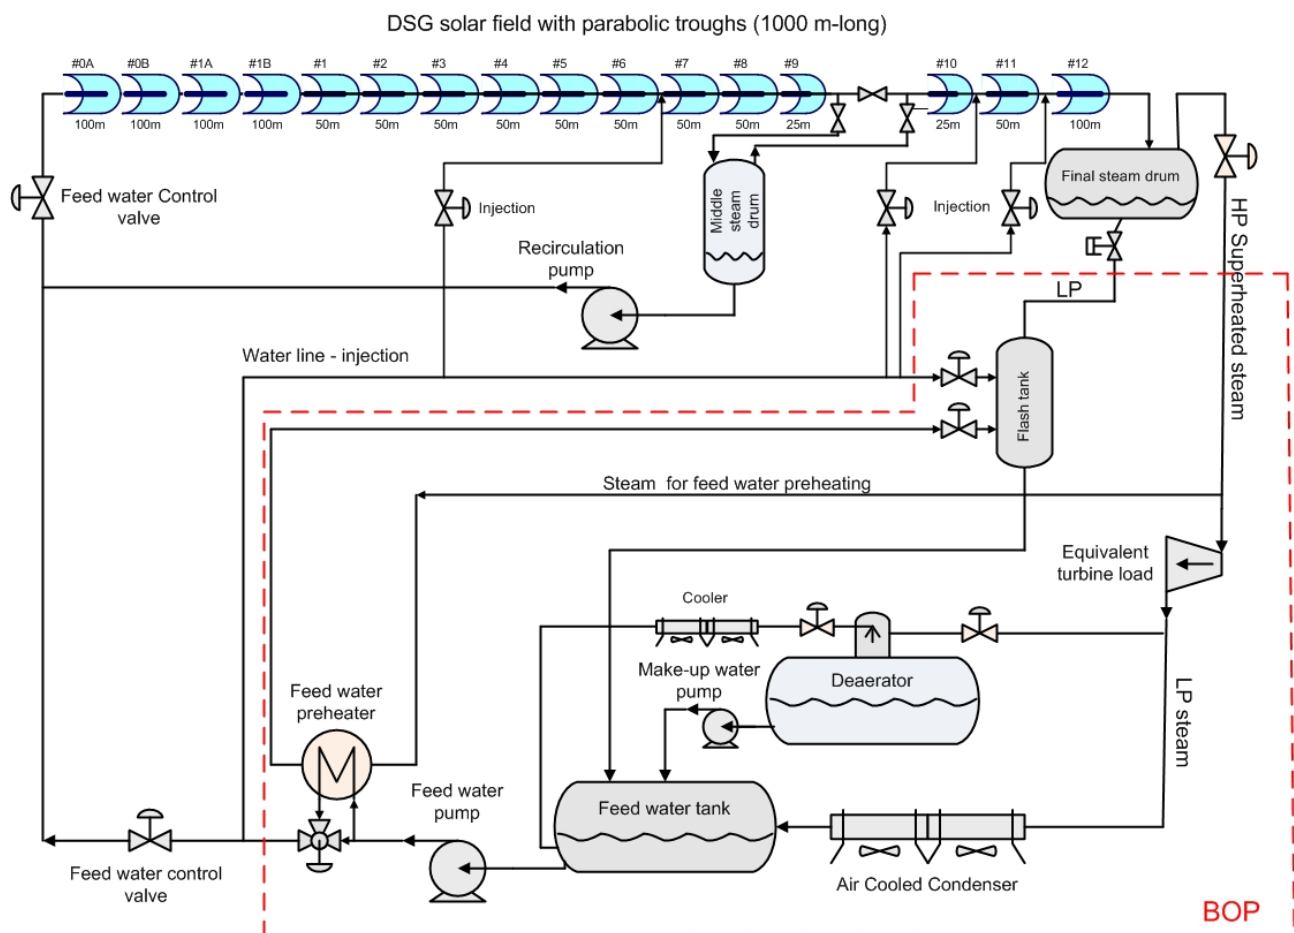 DSG solar field with parabolic troughs (1000 m-long)
#0A #0B #1A #1B #1 #2 #3 #4 #5 #6 #7 #8 #9 #10 #11 #12
100m 100m 100m 100m 50m 50m 50m 50m 50m 50m 50m 50m 25m 25m 50m 100m
Feed water Control
valve
Injection
Middle
steam
drum
Injection
Final steam drum
HP Superheated steam
Recirculation
pump
LP
Water line - injection
Flash tank
Steam for feed water preheating
Equivalent
turbine load
Cooler
Make-up water
pump
Deaerator
LP steam
Feed water
preheater
Feed water
pump
Feed water tank
Feed water control
valve
Air Cooled Condenser
BOP